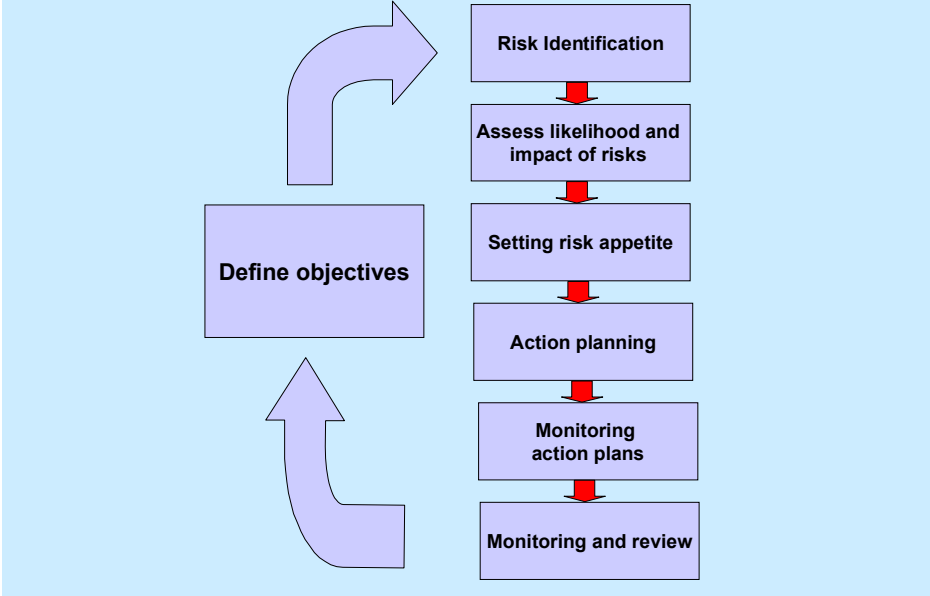 Risk Identification
Assess likelihood and
impact of risks
Setting risk appetite
Define objectives
Action planning
Monitoring
action plans
Monitoring and review